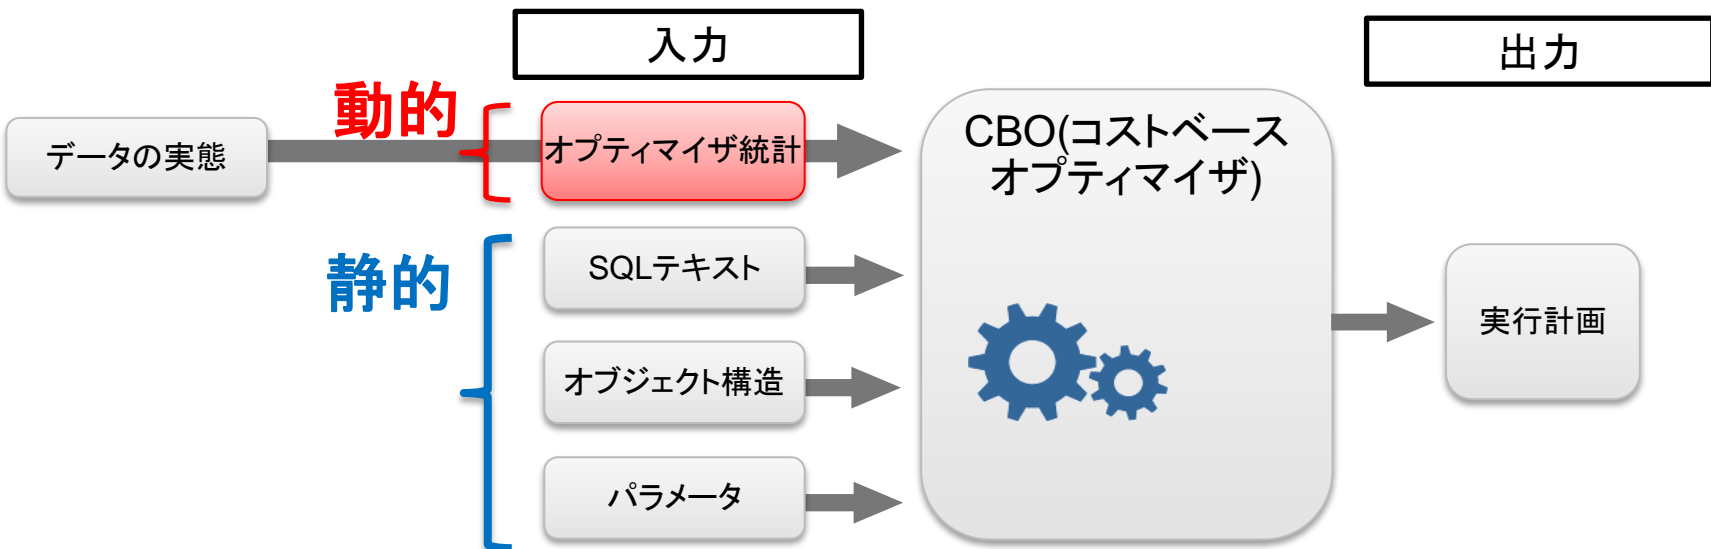 入力
出力
動的
データの実態
オプティマイザ統計
CBO(コストベース
オプティマイザ)
静的
SQLテキスト
オブジェクト構造
パラメータ
実行計画